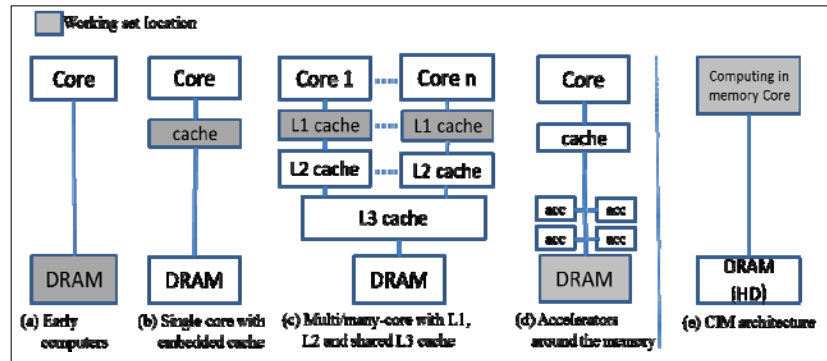 Working set location
Core
Core
Core 1
Core n
Core
Computing in
memory Core
cache
L1 cache
L1 cache
cache
L2 cache
L2 cache
L3 cache
acc
acc
acc
acc
DRAM
DRAM
DRAM
DRAM
DRAM
(HD)
(a) Early
computers
(b) Single core with
embedded cache
(c) Multi/many-core with L1,
L2 and shared L3 cache
(d) Accelerators
around the memory
(e) CIM architecture